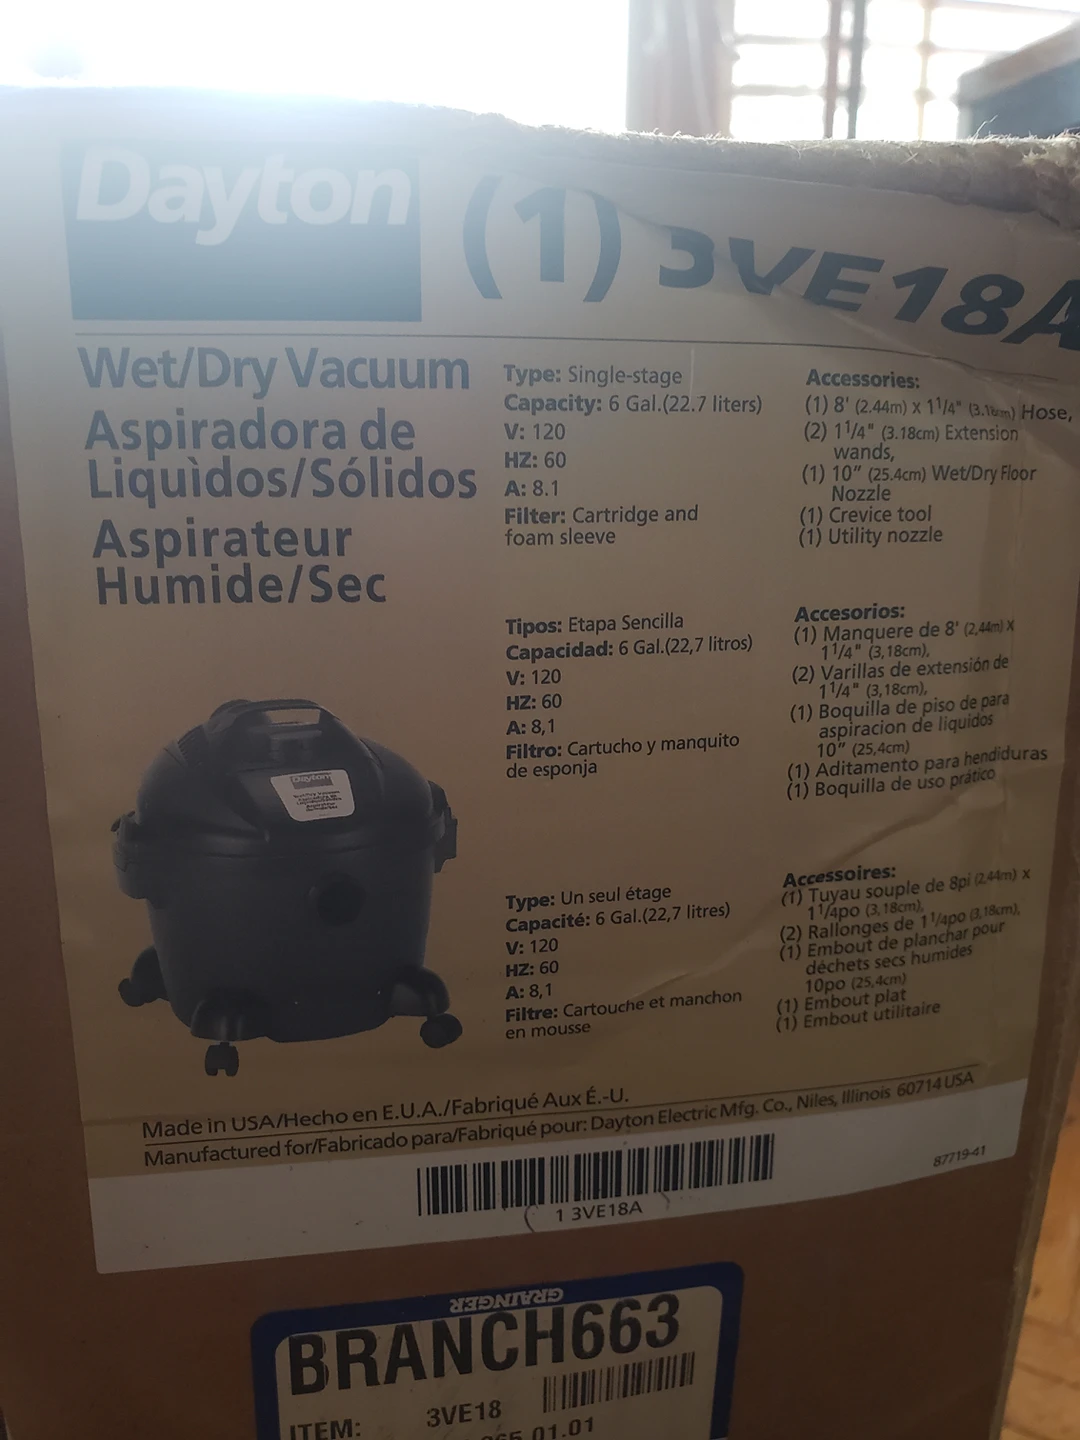 Dayton
(1) 3VE18A
Wet/Dry Vacuum
Aspiradora de
Liquìdos/Sólidos
Aspirateur
Humide/Sec
Type: Single-stage
Capacity: 6 Gal.(22.7 liters)
V: 120
HZ: 60
A: 8.1
Filter: Cartridge and
foam sleeve
Accessories:
(1) 8' (2.44m) x 1 1/4" (3.18cm) Hose,
(2) 1 1/4" (3.18cm) Extension
wands,
(1) 10" (25.4cm) Wet/Dry Floor
Nozzle
(1) Crevice tool
(1) Utility nozzle
Tipos: Etapa Sencilla
Capacidad: 6 Gal.(22,7 litros)
V: 120
HZ: 60
A: 8,1
Filtro: Cartucho y manquito
de esponja
Accesorios:
(1) Manquere de 8' (2,44m) X
1 1/4" (3,18cm),
(2) Varillas de extensión de
1 1/4" (3,18cm),
(1) Boquilla de piso de para
aspiracion de liquidos
10" (25,4cm)
(1) Aditamento para hendiduras
(1) Boquilla de uso prático
Type: Un seul étage
Capacité: 6 Gal.(22,7 litres)
V: 120
HZ: 60
A: 8,1
Filtre: Cartouche et manchon
en mousse
Accessoires:
(1) Tuyau souple de 8pi (2,44m) x
1 1/4po (3,18cm),
(2) Rallonges de 1 1/4po (3,18cm),
(1) Embout de planchar pour
déchets secs humides
10po (25,4cm)
(1) Embout plat
(1) Embout utilitaire
Dayton
Made in USA/Hecho en E.U.A./Fabriqué Aux É.-U.
Manufactured for/Fabricado para/Fabriqué pour: Dayton Electric Mfg. Co., Niles, Illinois 60714 USA
87719-41
1 3VE18A
GRAINGER
BRANCH663
ITEM: 3VE18
01.01